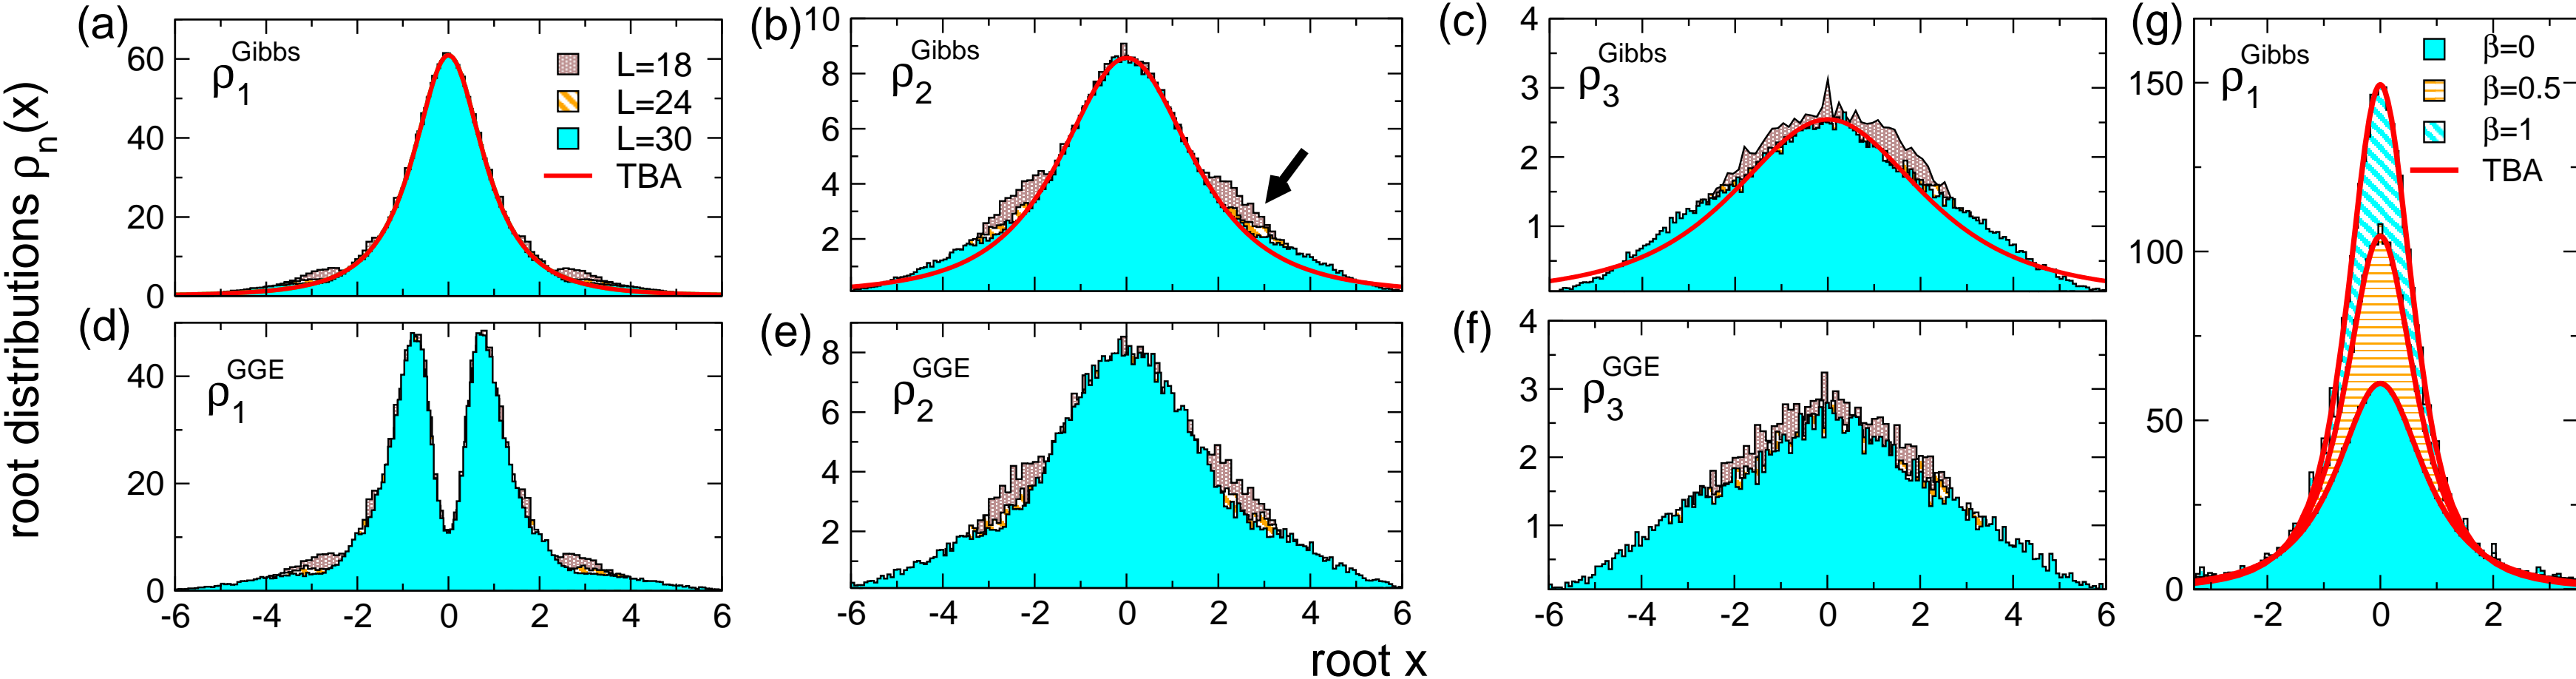 root distributions ρn(x)
(a)
ρ1Gibbs
L=18
L=24
L=30
TBA
60
40
20
0
(b)
ρ2Gibbs
10
8
6
4
2
(c)
ρ3Gibbs
4
3
2
1
(d)
ρ1GGE
40
20
0
-6 -4 -2 0 2 4 6
(e)
ρ2GGE
8
6
4
2
-6 -4 -2 0 2 4 6
(f)
ρ3GGE
4
3
2
1
-6 -4 -2 0 2 4 6
(g)
ρ1Gibbs
β=0
β=0.5
β=1
TBA
150
100
50
0
-2 0 2
root x